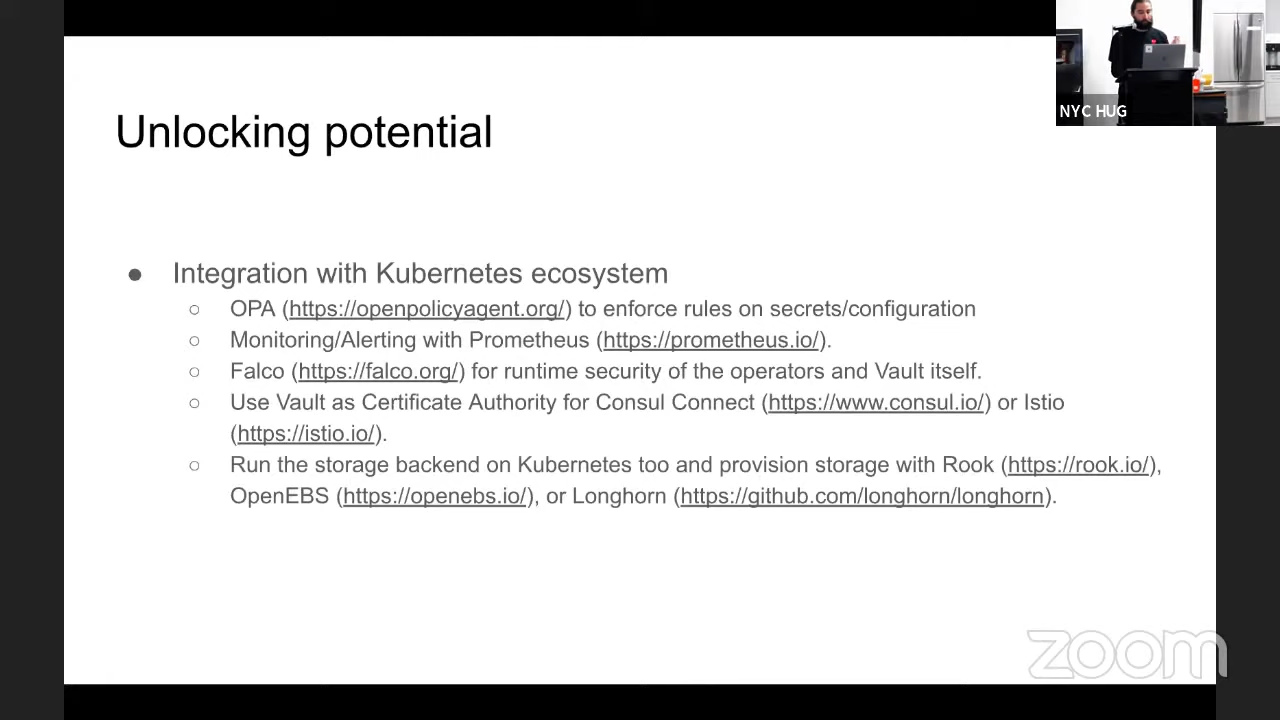 NYC HUG
Unlocking potential
● Integration with Kubernetes ecosystem
○ OPA (https://openpolicyagent.org/) to enforce rules on secrets/configuration
○ Monitoring/Alerting with Prometheus (https://prometheus.io/).
○ Falco (https://falco.org/) for runtime security of the operators and Vault itself.
○ Use Vault as Certificate Authority for Consul Connect (https://www.consul.io/) or Istio
(https://istio.io/).
○ Run the storage backend on Kubernetes too and provision storage with Rook (https://rook.io/),
OpenEBS (https://openebs.io/), or Longhorn (https://github.com/longhorn/longhorn).
zoom